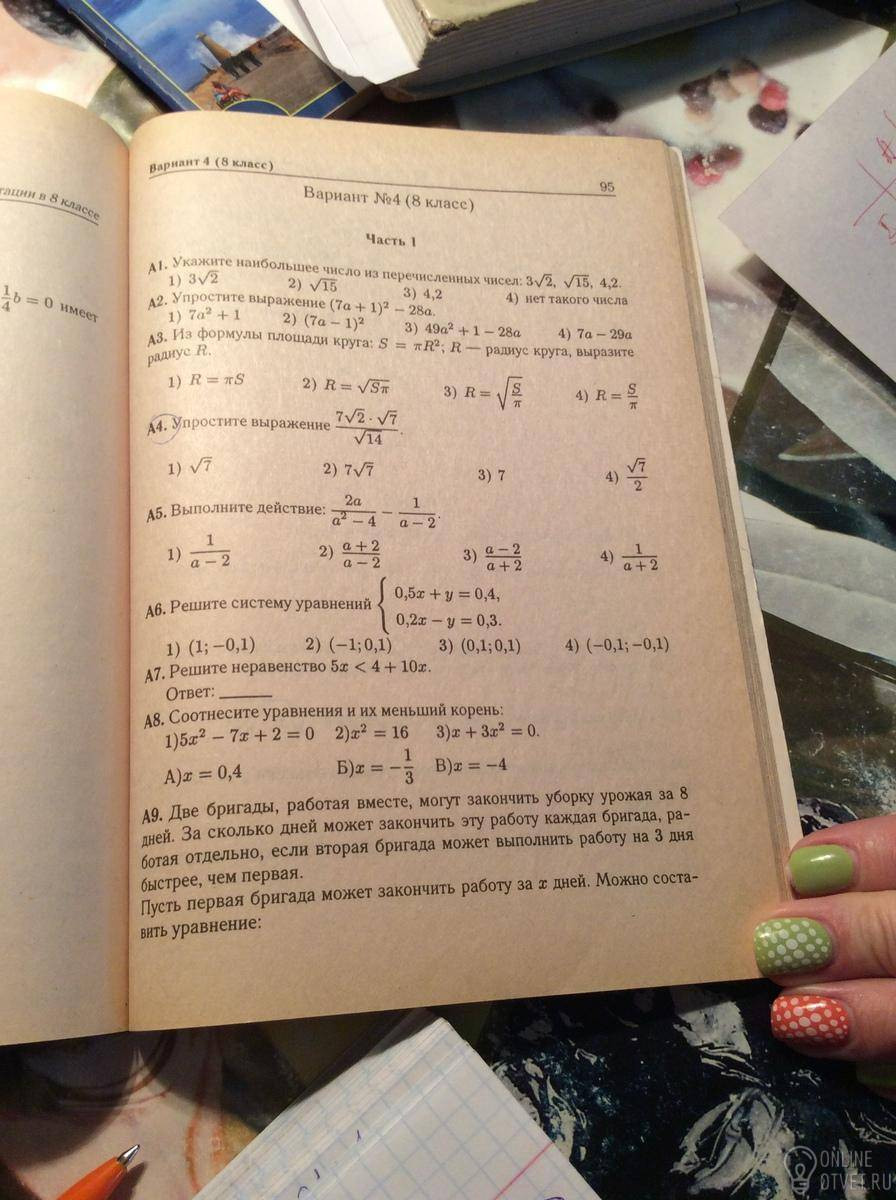 тации в 8 классе
1/4 b = 0 имеет
Вариант 4 (8 класс) 95
Вариант №4 (8 класс)
Часть 1
А1. Укажите наибольшее число из перечисленных чисел: 3√2, √15, 4,2.
1) 3√2 2) √15 3) 4,2 4) нет такого числа
А2. Упростите выражение (7a + 1)² − 28a.
1) 7a² + 1 2) (7a − 1)² 3) 49a² + 1 − 28a 4) 7a − 29a
А3. Из формулы площади круга: S = πR²; R — радиус круга, выразите
радиус R.
1) R = πS 2) R = √(Sπ) 3) R = √(S/π) 4) R = S/π
А4. Упростите выражение (7√2 · √7)/√14.
1) √7 2) 7√7 3) 7 4) √7/2
А5. Выполните действие: 2a/(a² − 4) − 1/(a − 2).
1) 1/(a − 2) 2) (a + 2)/(a − 2) 3) (a − 2)/(a + 2) 4) 1/(a + 2)
А6. Решите систему уравнений { 0,5x + y = 0,4,
0,2x − y = 0,3.
1) (1; −0,1) 2) (−1; 0,1) 3) (0,1; 0,1) 4) (−0,1; −0,1)
А7. Решите неравенство 5x < 4 + 10x.
Ответ: ______
А8. Соотнесите уравнения и их меньший корень:
1)5x² − 7x + 2 = 0 2)x² = 16 3)x + 3x² = 0.
А)x = 0,4 Б)x = −1/3 В)x = −4
А9. Две бригады, работая вместе, могут закончить уборку урожая за 8
дней. За сколько дней может закончить эту работу каждая бригада, ра-
ботая отдельно, если вторая бригада может выполнить работу на 3 дня
быстрее, чем первая.
Пусть первая бригада может закончить работу за x дней. Можно соста-
вить уравнение:
ONLINE
OTVET.RU